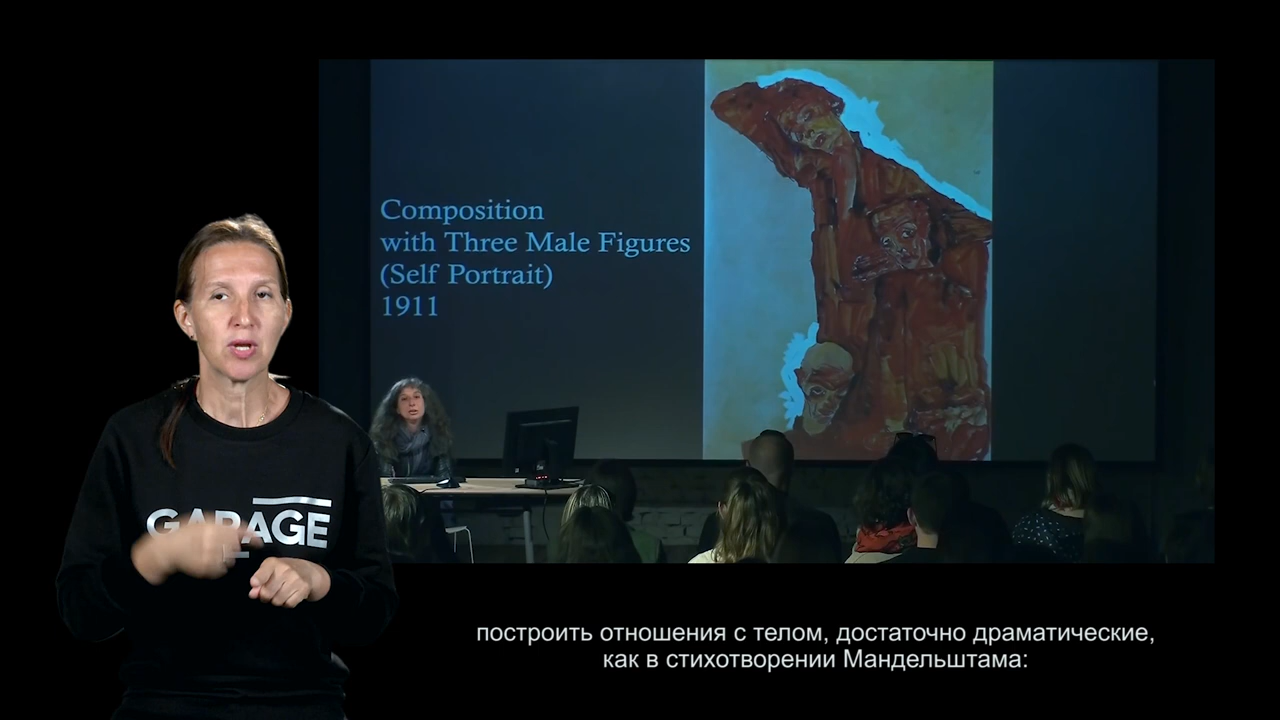 Composition
with Three Male Figures
(Self Portrait)
1911
GARAGE
построить отношения с телом, достаточно драматические,
как в стихотворении Мандельштама: